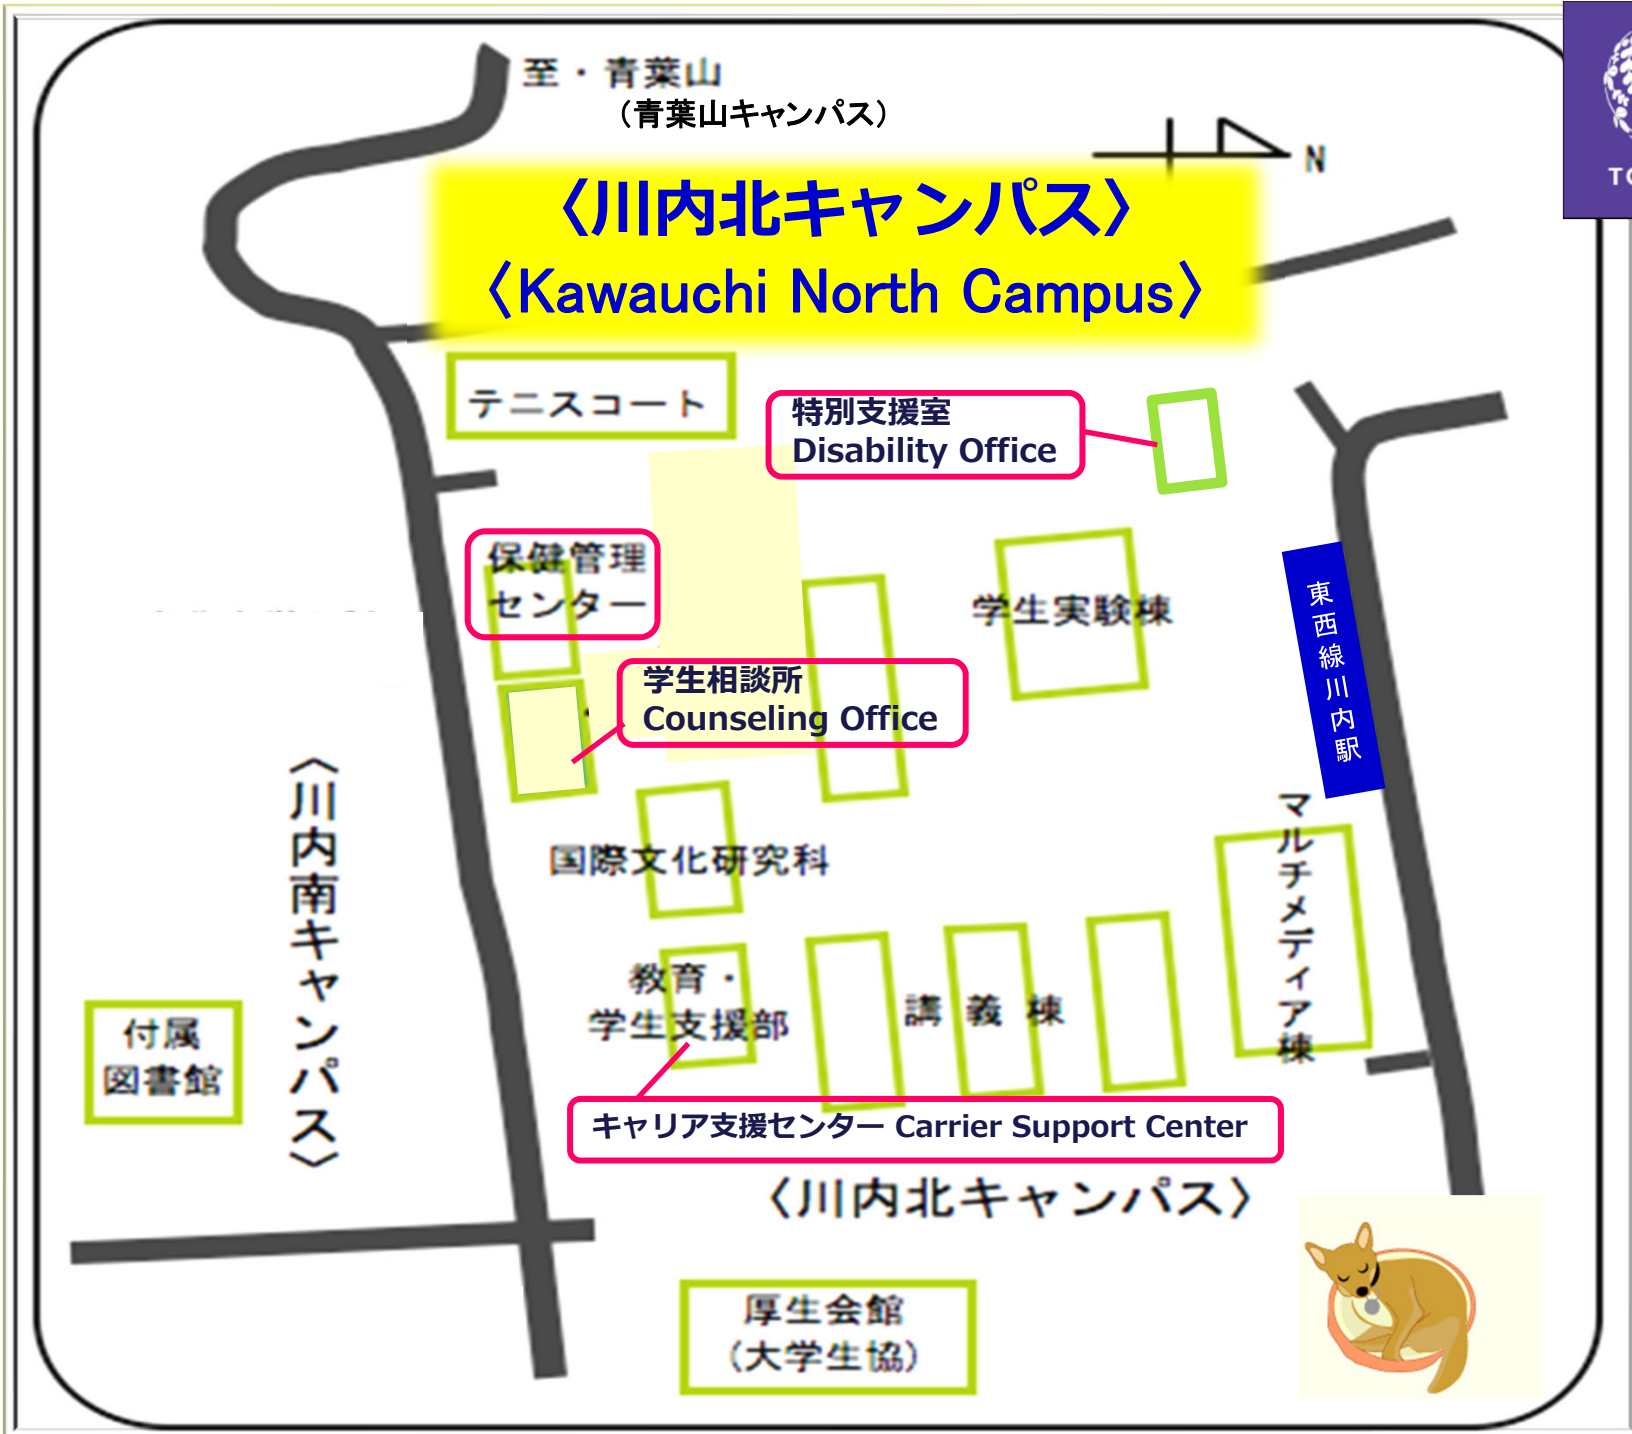 至・青葉山
（青葉山キャンパス）
N
〈川内北キャンパス〉
〈Kawauchi North Campus〉
テニスコート
特別支援室
Disability Office
保健管理
センター
学生実験棟
東西線川内駅
学生相談所
Counseling Office
マルチメディア棟
〈川内南キャンパス〉
国際文化研究科
教育・
学生支援部
講義棟
付属
図書館
キャリア支援センター Carrier Support Center
〈川内北キャンパス〉
厚生会館
（大学生協）